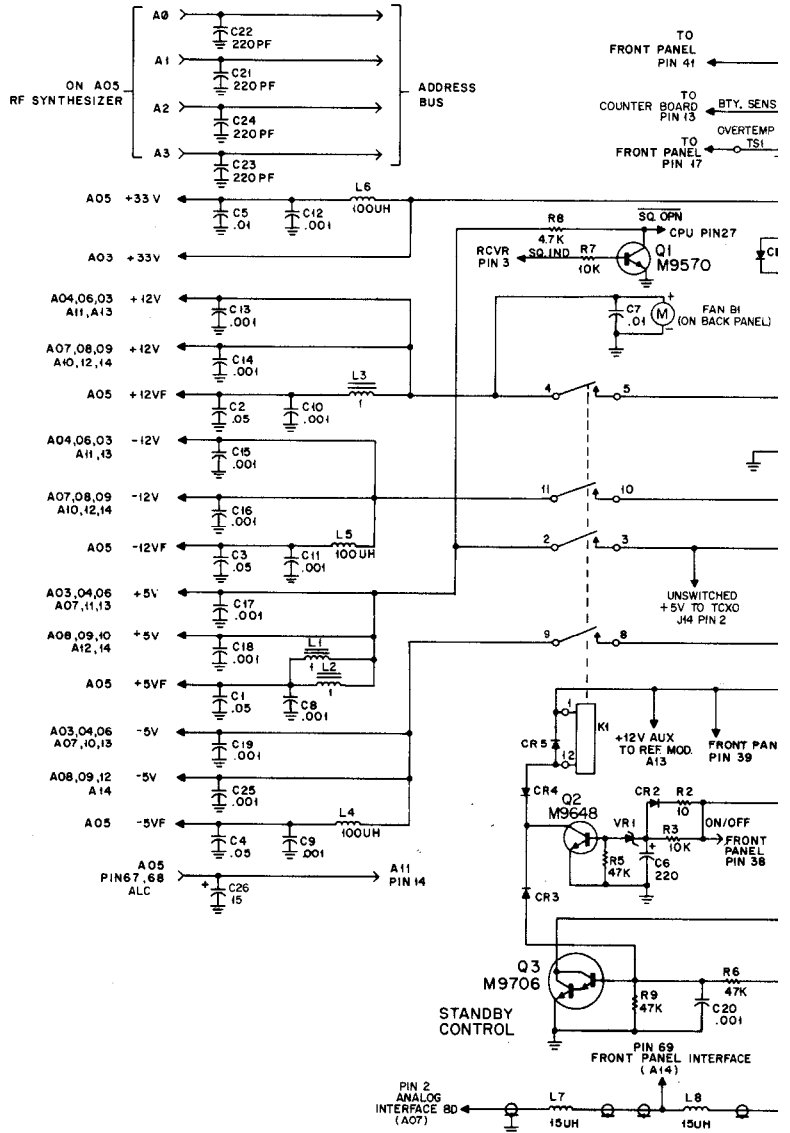 A0
C22
220PF
A1
C21
220PF
ON A05
RF SYNTHESIZER
A2
C24
220PF
A3
C23
220PF
ADDRESS
BUS
TO
FRONT PANEL
PIN 41
TO
COUNTER BOARD
PIN 13
BTY. SENS
OVERTEMP
TS1
TO
FRONT PANEL
PIN 17
A05 +33V
C5
.01
C12
.001
L6
100UH
A03 +33V
R8
4.7K
SQ. OPN
CPU PIN27
RCVR
PIN 3
SQ. IND
R7
10K
Q1
M9570
A04,06,03 +12V
A11,A13
C13
.001
C7
.01
M
+
-
FAN B1
(ON BACK PANEL)
A07,08,09 +12V
A10,12,14
C14
.001
A05 +12VF
C2
.05
C10
.001
L3
1
4
5
A04,06,03 -12V
A11,13
C15
.001
A07,08,09 -12V
A10,12,14
C16
.001
11
10
A05 -12VF
C3
.05
C11
.001
L5
100UH
2
3
A03,04,06 +5V
A07,11,13
C17
.001
UNSWITCHED
+5V TO TCXO
J14 PIN 2
A08,09,10 +5V
A12,14
C18
.001
L1
1
L2
1
9
8
A05 +5VF
C1
.05
C8
.001
A03,04,06 -5V
A07,10,13
C19
.001
CR5
1
12
K1
+12V AUX
TO REF. MOD.
A13
FRONT PAN
PIN 39
A08,09,12 -5V
A14
C25
.001
A05 -5VF
C4
.05
C9
.001
L4
100UH
CR4
Q2
M9648
VR1
CR2
R2
10
ON/OFF
R3
10K
FRONT
PANEL
PIN 38
R5
47K
+
C6
220
A05
PIN67,68
ALC
+
C26
15
A11
PIN 14
CR3
Q3
M9706
R6
47K
R9
47K
C20
.001
STANDBY
CONTROL
PIN 69
FRONT PANEL INTERFACE
(A14)
PIN 2
ANALOG
INTERFACE BD
(A07)
L7
15UH
L8
15UH